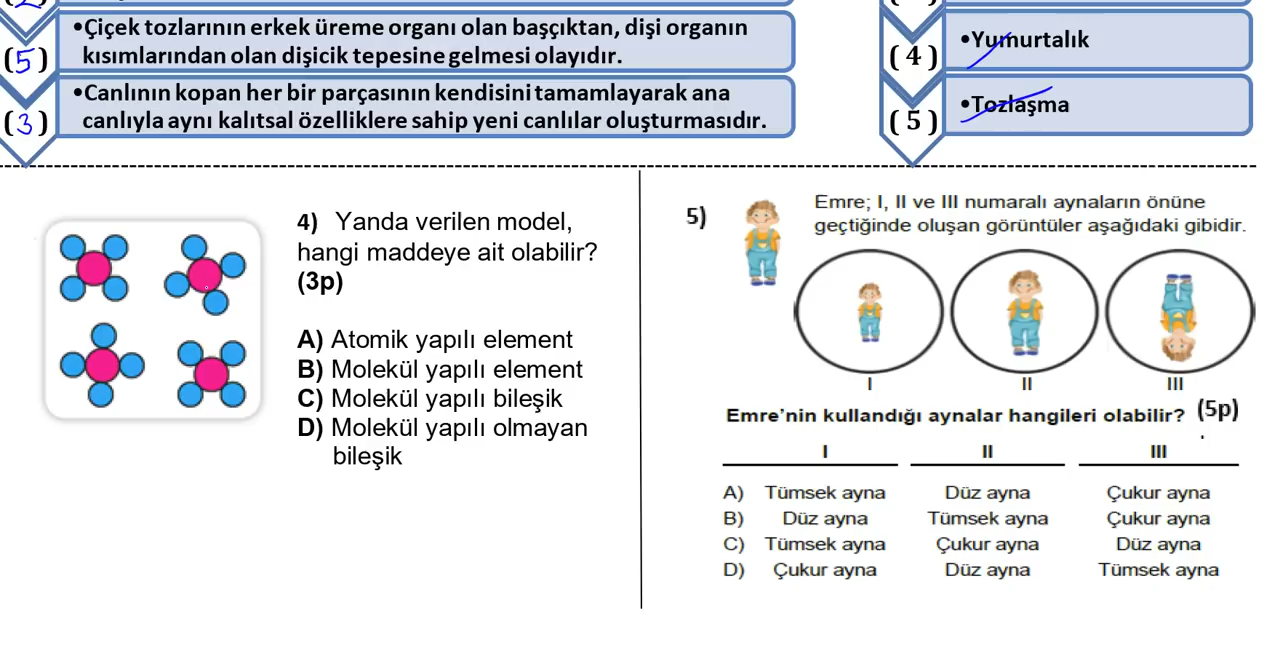 (2)
(5)
•Çiçek tozlarının erkek üreme organı olan başçıktan, dişi organın
kısımlarından olan dişicik tepesine gelmesi olayıdır.
(3)
•Canlının kopan her bir parçasının kendisini tamamlayarak ana
canlıyla aynı kalıtsal özelliklere sahip yeni canlılar oluşturmasıdır.
( 4 )
•Yumurtalık
( 5 )
•Tozlaşma
4) Yanda verilen model,
hangi maddeye ait olabilir?
(3p)
A) Atomik yapılı element
B) Molekül yapılı element
C) Molekül yapılı bileşik
D) Molekül yapılı olmayan
bileşik
5)
Emre; I, II ve III numaralı aynaların önüne
geçtiğinde oluşan görüntüler aşağıdaki gibidir.
I II III
Emre’nin kullandığı aynalar hangileri olabilir? (5p)
I II III
A) Tümsek ayna Düz ayna Çukur ayna
B) Düz ayna Tümsek ayna Çukur ayna
C) Tümsek ayna Çukur ayna Düz ayna
D) Çukur ayna Düz ayna Tümsek ayna